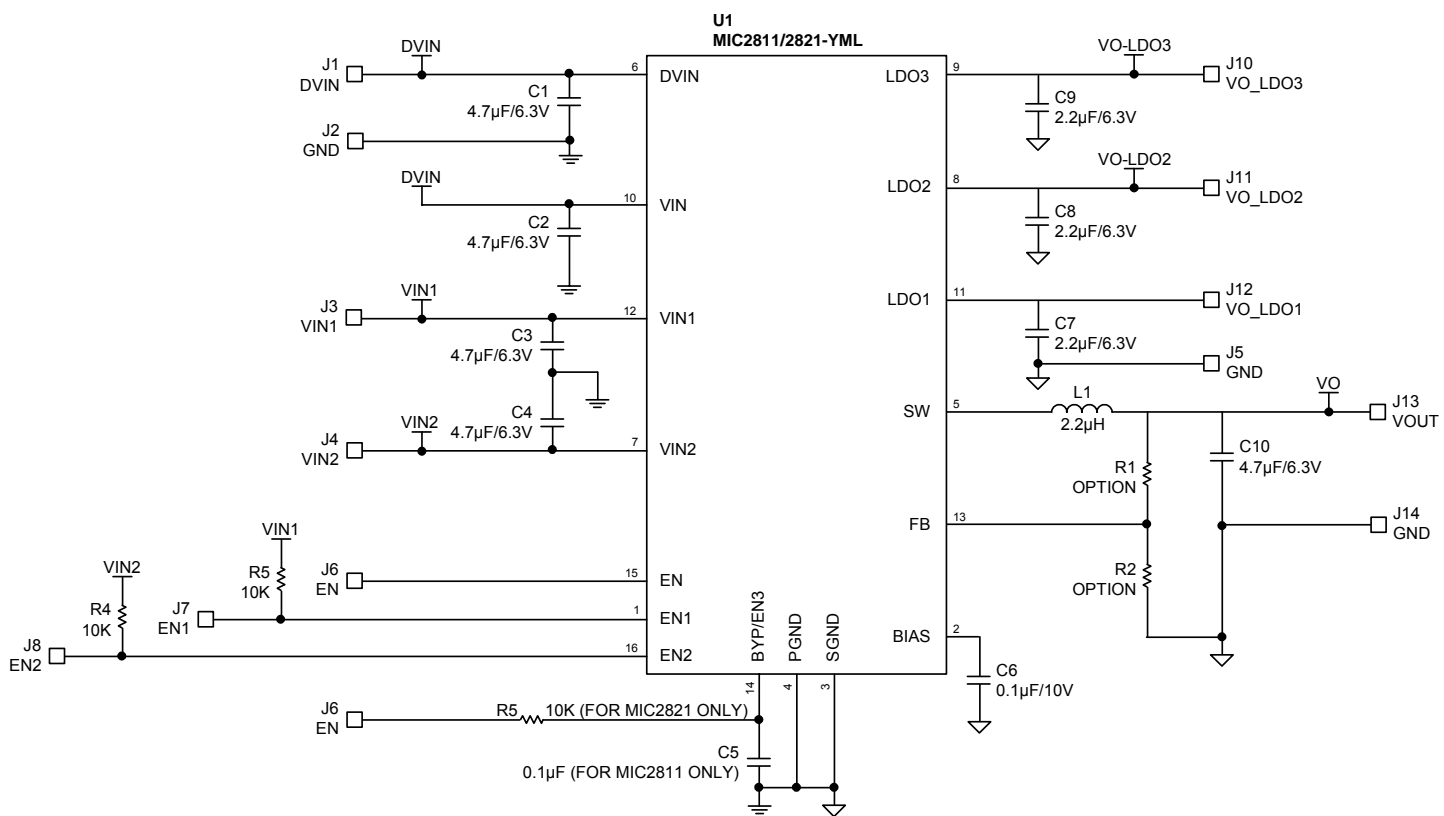 U1
MIC2811/2821-YML
DVIN
J1
DVIN
6
DVIN
C1
4.7µF/6.3V
J2
GND
DVIN
10
VIN
C2
4.7µF/6.3V
VIN1
J3
VIN1
12
VIN1
C3
4.7µF/6.3V
C4
4.7µF/6.3V
VIN2
J4
VIN2
7
VIN2
VIN1
R5
10K
VIN2
R4
10K
J6
EN
15
EN
J7
EN1
1
EN1
J8
EN2
16
EN2
BYP/EN3
PGND
SGND
14
4
3
J6
EN
R5
10K (FOR MIC2821 ONLY)
C5
0.1µF (FOR MIC2811 ONLY)
LDO3
9
VO-LDO3
J10
VO_LDO3
C9
2.2µF/6.3V
LDO2
8
VO-LDO2
J11
VO_LDO2
C8
2.2µF/6.3V
LDO1
11
J12
VO_LDO1
C7
2.2µF/6.3V
J5
GND
SW
5
L1
2.2µH
VO
J13
VOUT
R1
OPTION
C10
4.7µF/6.3V
FB
13
J14
GND
R2
OPTION
BIAS
2
C6
0.1µF/10V